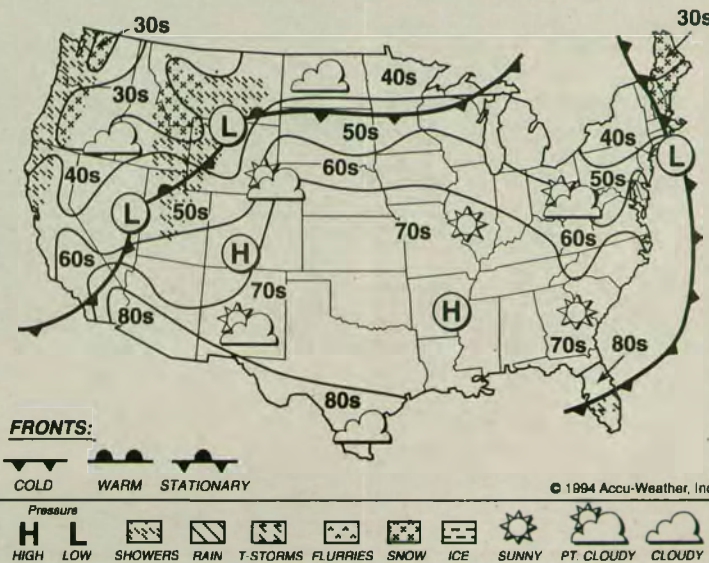 30s
30s
40s
30s
L
50s
40s
60s
L
40s
50s
L
50s
70s
60s
60s
H
70s
H
80s
70s
80s
80s
FRONTS:
COLD WARM STATIONARY
© 1994 Accu-Weather, Inc
Pressure
H L
HIGH LOW SHOWERS RAIN T-STORMS FLURRIES SNOW ICE SUNNY PT. CLOUDY CLOUDY